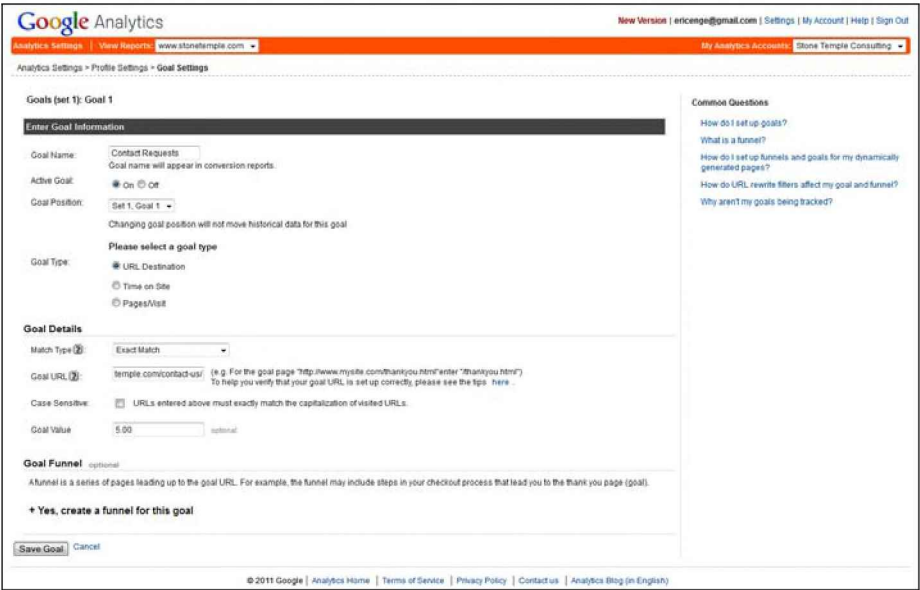 Google Analytics
New Version | ericenge@gmail.com | Settings | My Account | Help | Sign Out
Analytics Settings | View Reports: www.stonetemple.com
My Analytics Accounts: Stone Temple Consulting
Analytics Settings > Profile Settings > Goal Settings
Goals (set 1): Goal 1
Enter Goal Information
Goal Name: Contact Requests
Goal name will appear in conversion reports.
Active Goal: On Off
Goal Position: Set 1, Goal 1
Changing goal position will not move historical data for this goal
Please select a goal type
Goal Type: URL Destination
Time on Site
Pages/Visit
Goal Details
Match Type ?: Exact Match
Goal URL ?: temple.com/contact-us/ (e.g. For the goal page "http://www.mysite.com/thankyou.html" enter "/thankyou.html")
To help you verify that your goal URL is set up correctly, please see the tips here .
Case Sensitive: URLs entered above must exactly match the capitalization of visited URLs.
Goal Value 5.00 optional
Goal Funnel optional
A funnel is a series of pages leading up to the goal URL. For example, the funnel may include steps in your checkout process that lead you to the thank you page (goal).
+ Yes, create a funnel for this goal
Save Goal Cancel
Common Questions
How do I set up goals?
What is a funnel?
How do I set up funnels and goals for my dynamically
generated pages?
How do URL rewrite filters affect my goal and funnel?
Why aren't my goals being tracked?
© 2011 Google | Analytics Home | Terms of Service | Privacy Policy | Contact us | Analytics Blog (in English)